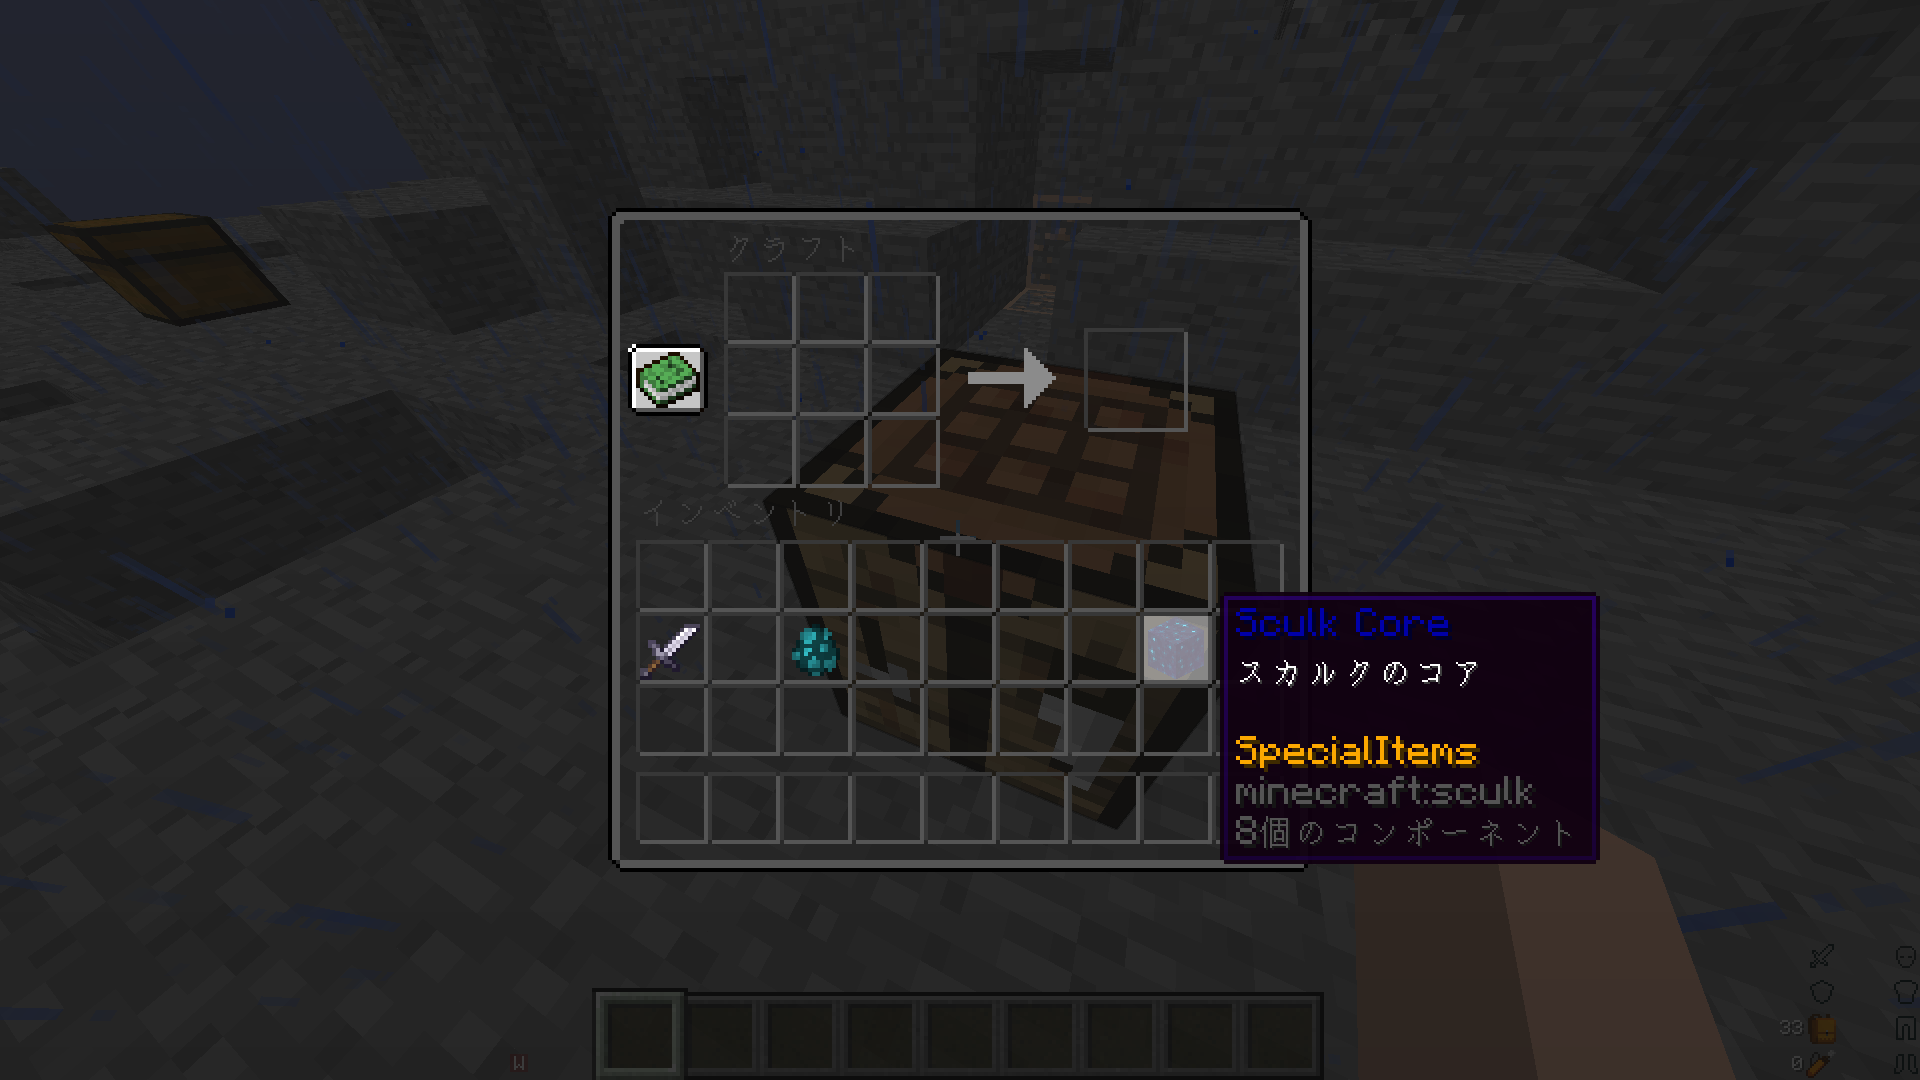 クラフト
インベントリ
Sculk Core
スカルクのコア
SpecialItems
minecraft:sculk
8個のコンポーネント
33
0
W